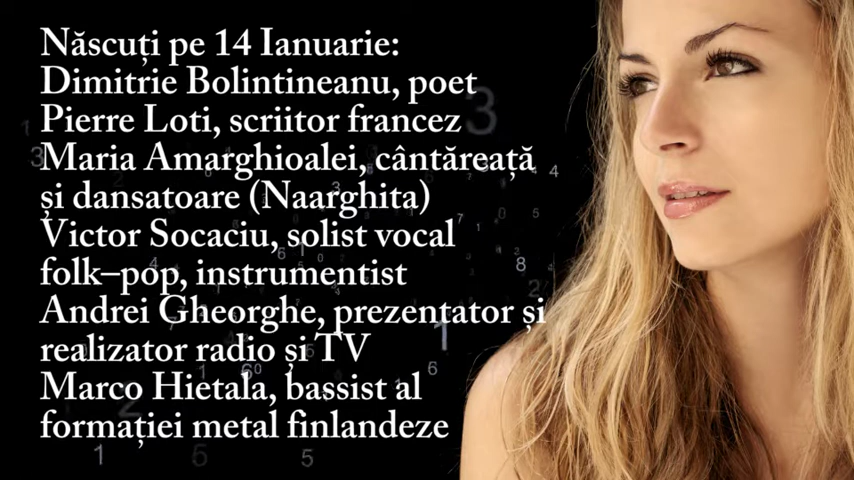 Născuți pe 14 Ianuarie:
Dimitrie Bolintineanu, poet
Pierre Loti, scriitor francez
Maria Amarghioalei, cântăreață
și dansatoare (Naarghita)
Victor Socaciu, solist vocal
folk–pop, instrumentist
Andrei Gheorghe, prezentator și
realizator radio și TV
Marco Hietala, bassist al
formației metal finlandeze